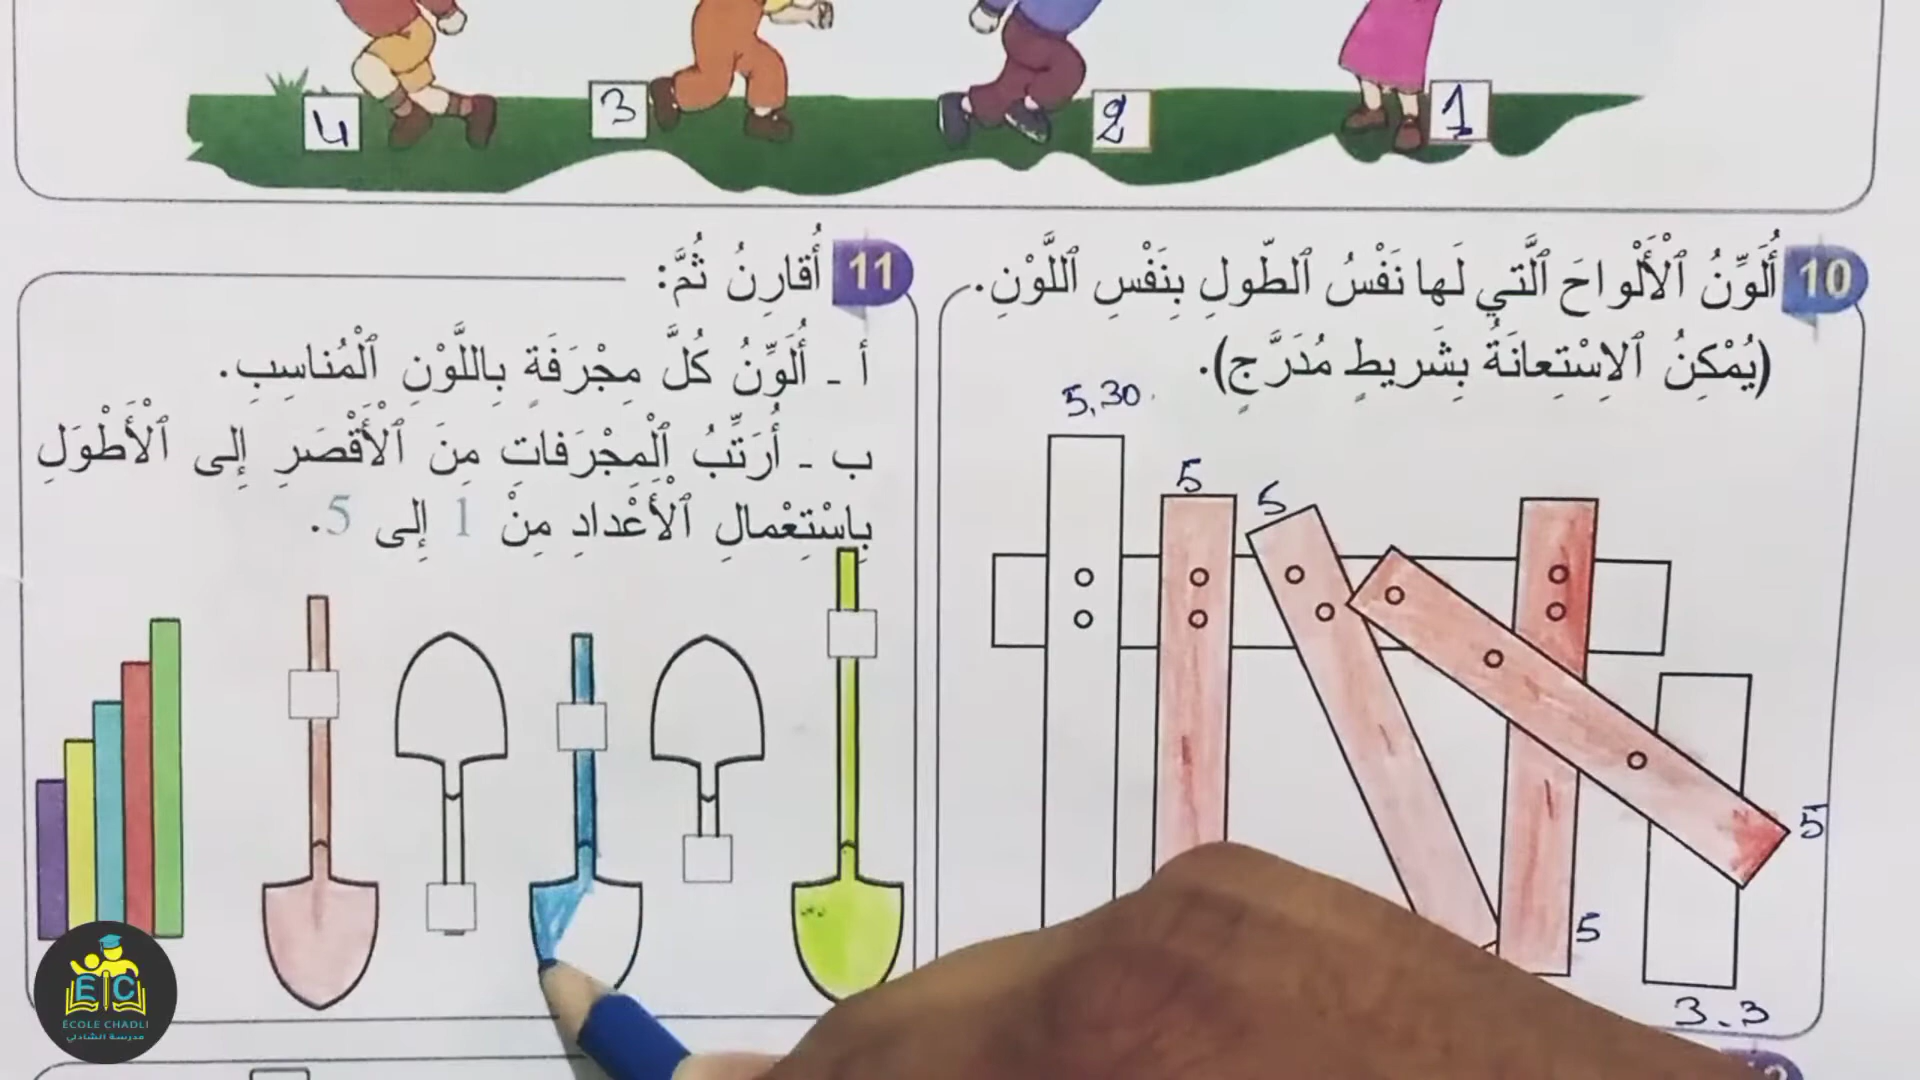 4
3
2
1
10 أُلَوِّنُ ٱلْأَلْواحَ ٱلَّتي لَها نَفْسُ ٱلطّولِ بِنَفْسِ ٱللَّوْنِ.
(يُمْكِنُ ٱلِاسْتِعانَةُ بِشَريطٍ مُدَرَّجٍ).
5,30
5
5
5
5
3.3
11 أُقارِنُ ثُمَّ:
أ - أُلَوِّنُ كُلَّ مِجْرَفَةٍ بِاللَّوْنِ ٱلْمُناسِبِ.
ب - أُرَتِّبُ ٱلْمِجْرَفاتِ مِنَ ٱلْأَقْصَرِ إِلى ٱلْأَطْوَلِ
بِاسْتِعْمالِ ٱلْأَعْدادِ مِنْ 1 إِلى 5.
EC
ÉCOLE CHADLI
مدرسة الشاذلي